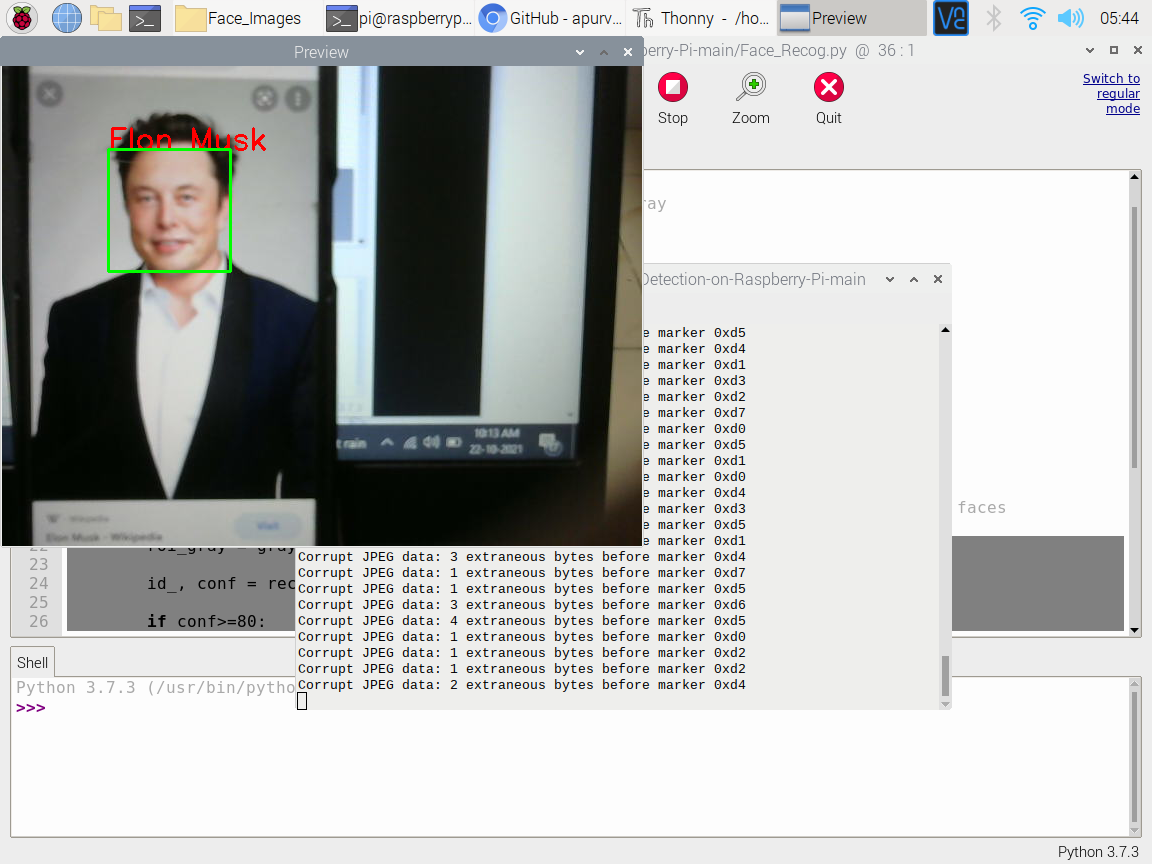 Face_Images
pi@raspberryp...
GitHub - apurv...
Thonny - /ho...
Preview
05:44
Preview
berry-Pi-main/Face_Recog.py @ 36 : 1
Stop
Zoom
Quit
Switch to
regular
mode
Elon Musk
10:13 AM
22-10-2021
rain
Wikipedia
Elon Musk - Wikipedia
Visit
ray
faces
Detection-on-Raspberry-Pi-main
e marker 0xd5
e marker 0xd4
e marker 0xd1
e marker 0xd3
e marker 0xd2
e marker 0xd7
e marker 0xd0
e marker 0xd5
e marker 0xd1
e marker 0xd0
e marker 0xd4
e marker 0xd3
e marker 0xd5
e marker 0xd1
Corrupt JPEG data: 3 extraneous bytes before marker 0xd4
Corrupt JPEG data: 1 extraneous bytes before marker 0xd7
Corrupt JPEG data: 1 extraneous bytes before marker 0xd5
Corrupt JPEG data: 3 extraneous bytes before marker 0xd6
Corrupt JPEG data: 4 extraneous bytes before marker 0xd5
Corrupt JPEG data: 1 extraneous bytes before marker 0xd0
Corrupt JPEG data: 1 extraneous bytes before marker 0xd2
Corrupt JPEG data: 1 extraneous bytes before marker 0xd2
Corrupt JPEG data: 2 extraneous bytes before marker 0xd4
22 roi_gray = gray
23
24 id_, conf = rec
25
26 if conf>=80:
Shell
Python 3.7.3 (/usr/bin/pytho
>>>
Python 3.7.3